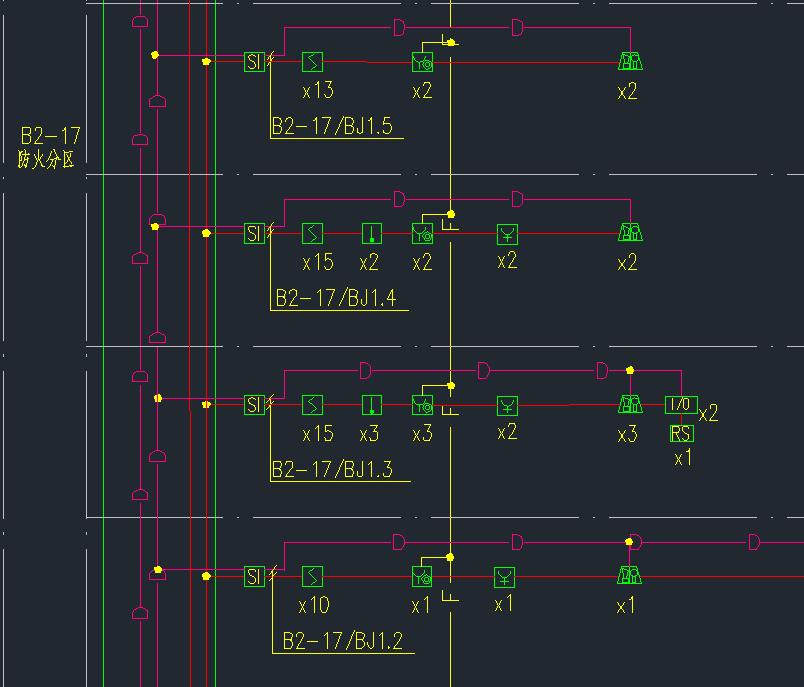 D D
F
SI
x13 x2 x2
B2-17/BJ1.5
B2-17
防火分区
D D
F
SI
x15 x2 x2 x2 x2
B2-17/BJ1.4
D D D
F
SI I/O
x2
RS
x15 x3 x3 x2 x3
x1
B2-17/BJ1.3
D D D D
SI
F
x10 x1 x1 x1
B2-17/BJ1.2